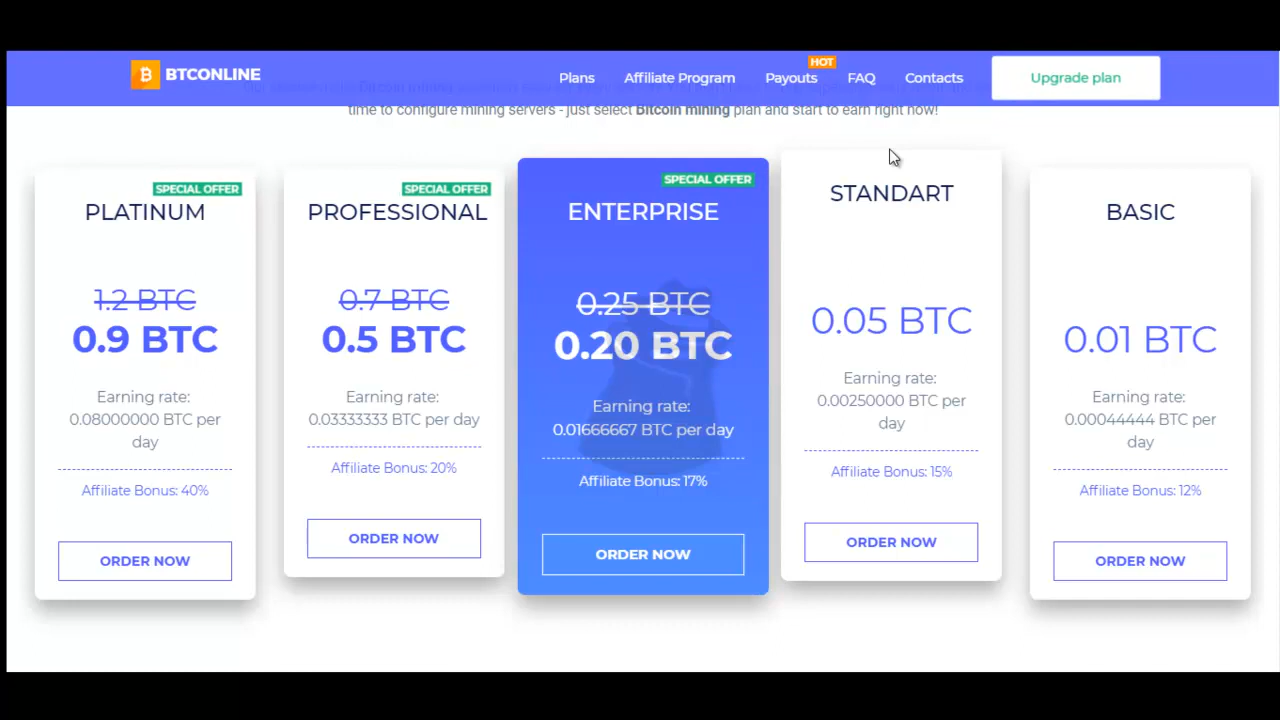 BTCONLINE
Plans
Affiliate Program
HOT
Payouts
FAQ
Contacts
Upgrade plan
time to configure mining servers - just select Bitcoin mining plan and start to earn right now!
SPECIAL OFFER
PLATINUM
1.2 BTC
0.9 BTC
Earning rate:
0.08000000 BTC per
day
Affiliate Bonus: 40%
ORDER NOW
SPECIAL OFFER
PROFESSIONAL
0.7 BTC
0.5 BTC
Earning rate:
0.03333333 BTC per day
Affiliate Bonus: 20%
ORDER NOW
SPECIAL OFFER
ENTERPRISE
0.25 BTC
0.20 BTC
Earning rate:
0.01666667 BTC per day
Affiliate Bonus: 17%
ORDER NOW
STANDART
0.05 BTC
Earning rate:
0.00250000 BTC per
day
Affiliate Bonus: 15%
ORDER NOW
BASIC
0.01 BTC
Earning rate:
0.00044444 BTC per
day
Affiliate Bonus: 12%
ORDER NOW